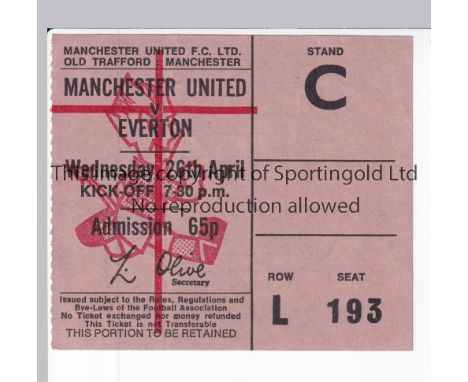 MANCHESTER UNITED F.C. LTD.
OLD TRAFFORD MANCHESTER
MANCHESTER UNITED
v
EVERTON
Wednesday 26th April
KICK-OFF 7-30 p.m.
Admission 65p
L. Olive
Secretary
Issued subject to the Rules, Regulations and
Bye-Laws of the Football Association
No Ticket exchanged nor money refunded
This Ticket is not Transferable
THIS PORTION TO BE RETAINED
STAND
C
ROW SEAT
L 193
This image copyright of Sportingold Ltd
No reproduction allowed